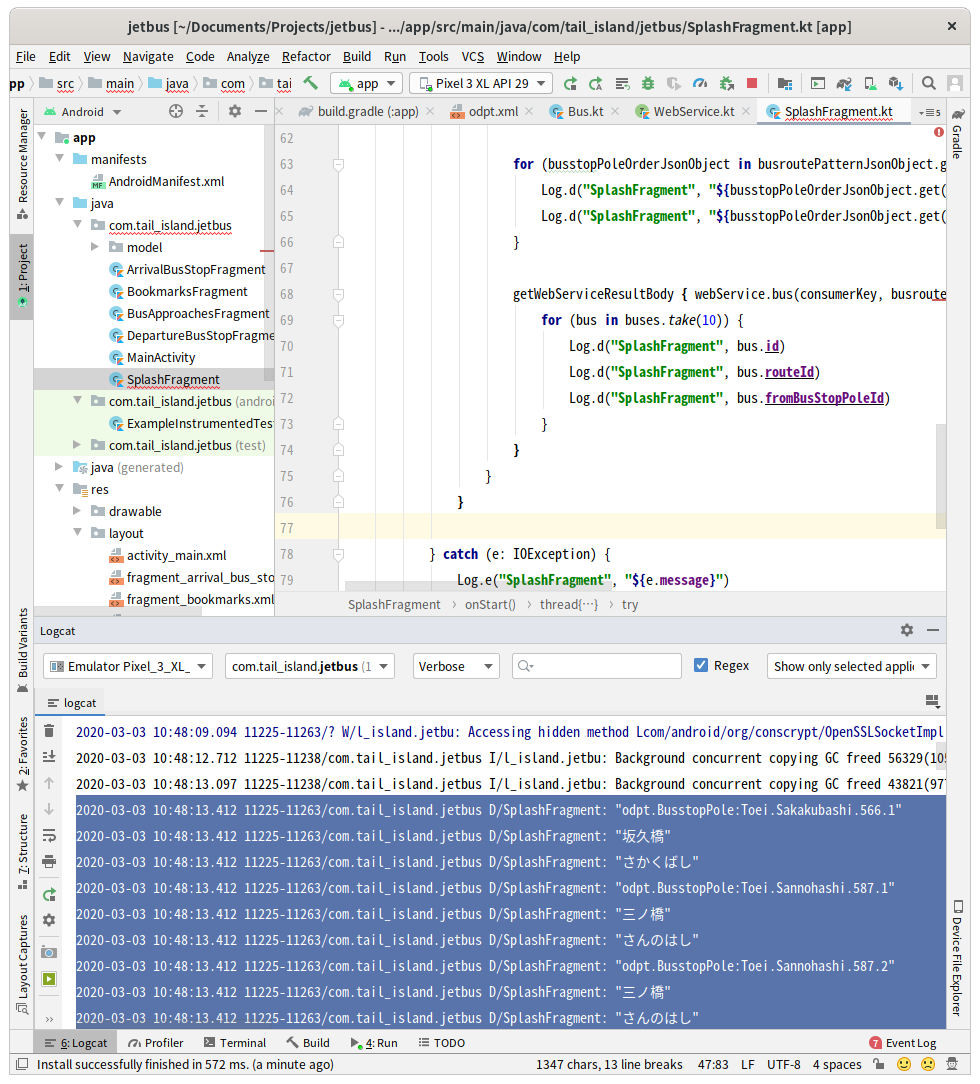 jetbus [~/Documents/Projects/jetbus] - .../app/src/main/java/com/tail_island/jetbus/SplashFragment.kt [app]
File Edit View Navigate Code Analyze Refactor Build Run Tools VCS Window Help
pp src main java com tai app Pixel 3 XL API 29
Android build.gradle (:app) odpt.xml Bus.kt WebService.kt SplashFragment.kt 5
Resource Manager
1: Project
Build Variants
2: Favorites
7: Structure
Layout Captures
app
manifests
AndroidManifest.xml
java
com.tail_island.jetbus
model
ArrivalBusStopFragment
BookmarksFragment
BusApproachesFragment
DepartureBusStopFragme
MainActivity
SplashFragment
com.tail_island.jetbus (androi
ExampleInstrumentedTes
com.tail_island.jetbus (test)
java (generated)
res
drawable
layout
activity_main.xml
fragment_arrival_bus_sto
fragment_bookmarks.xml
62
63 for (busstopPoleOrderJsonObject in busroutePatternJsonObject.g
64 Log.d("SplashFragment", "${busstopPoleOrderJsonObject.get(
65 Log.d("SplashFragment", "${busstopPoleOrderJsonObject.get(
66 }
67
68 getWebServiceResultBody { webService.bus(consumerKey, busroute
69 for (bus in buses.take(10)) {
70 Log.d("SplashFragment", bus.id)
71 Log.d("SplashFragment", bus.routeId)
72 Log.d("SplashFragment", bus.fromBusStopPoleId)
73 }
74 }
75 }
76 }
77
78 } catch (e: IOException) {
79 Log.e("SplashFragment", "${e.message}")
SplashFragment › onStart() › thread{⋯} › try
Gradle
Device File Explorer
Logcat
Emulator Pixel_3_XL_ com.tail_island.jetbus (1 Verbose Regex Show only selected applic
logcat
2020-03-03 10:48:09.094 11225-11263/? W/l_island.jetbu: Accessing hidden method Lcom/android/org/conscrypt/OpenSSLSocketImpl
2020-03-03 10:48:12.712 11225-11238/com.tail_island.jetbus I/l_island.jetbu: Background concurrent copying GC freed 56329(10
2020-03-03 10:48:13.097 11225-11238/com.tail_island.jetbus I/l_island.jetbu: Background concurrent copying GC freed 43821(97
2020-03-03 10:48:13.412 11225-11263/com.tail_island.jetbus D/SplashFragment: "odpt.BusstopPole:Toei.Sakakubashi.566.1"
2020-03-03 10:48:13.412 11225-11263/com.tail_island.jetbus D/SplashFragment: "坂久橋"
2020-03-03 10:48:13.412 11225-11263/com.tail_island.jetbus D/SplashFragment: "さかくばし"
2020-03-03 10:48:13.412 11225-11263/com.tail_island.jetbus D/SplashFragment: "odpt.BusstopPole:Toei.Sannohashi.587.1"
2020-03-03 10:48:13.412 11225-11263/com.tail_island.jetbus D/SplashFragment: "三ノ橋"
2020-03-03 10:48:13.412 11225-11263/com.tail_island.jetbus D/SplashFragment: "さんのはし"
2020-03-03 10:48:13.412 11225-11263/com.tail_island.jetbus D/SplashFragment: "odpt.BusstopPole:Toei.Sannohashi.587.2"
2020-03-03 10:48:13.412 11225-11263/com.tail_island.jetbus D/SplashFragment: "三ノ橋"
2020-03-03 10:48:13.412 11225-11263/com.tail_island.jetbus D/SplashFragment: "さんのはし"
6: Logcat Profiler Terminal Build 4: Run TODO 7 Event Log
Install successfully finished in 572 ms. (a minute ago) 1347 chars, 13 line breaks 47:83 LF UTF-8 4 spaces